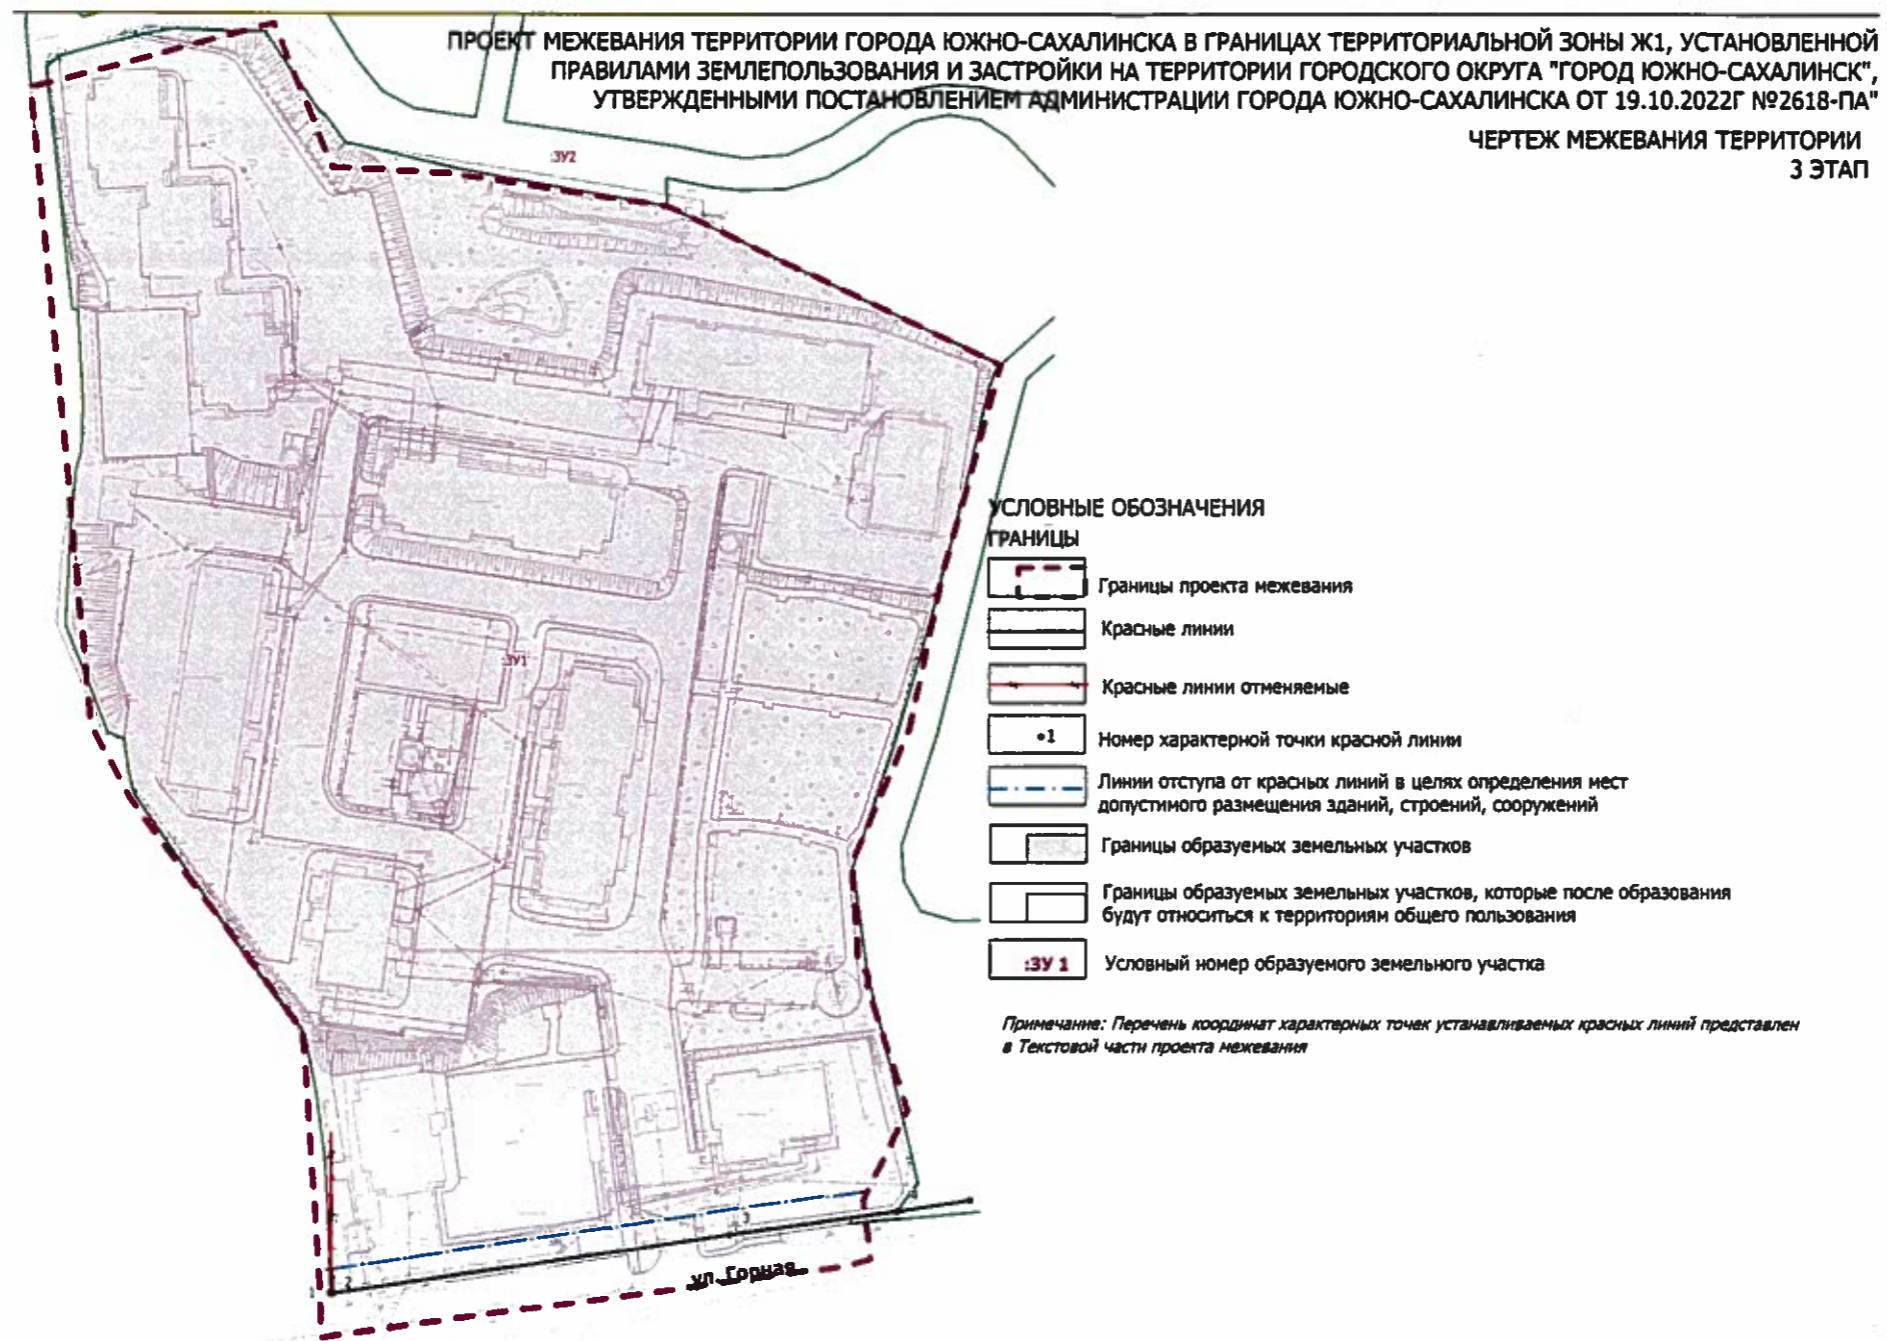 ПРОЕКТ МЕЖЕВАНИЯ ТЕРРИТОРИИ ГОРОДА ЮЖНО-САХАЛИНСКА В ГРАНИЦАХ ТЕРРИТОРИАЛЬНОЙ ЗОНЫ Ж1, УСТАНОВЛЕННОЙ
ПРАВИЛАМИ ЗЕМЛЕПОЛЬЗОВАНИЯ И ЗАСТРОЙКИ НА ТЕРРИТОРИИ ГОРОДСКОГО ОКРУГА "ГОРОД ЮЖНО-САХАЛИНСК",
УТВЕРЖДЕННЫМИ ПОСТАНОВЛЕНИЕМ АДМИНИСТРАЦИИ ГОРОДА ЮЖНО-САХАЛИНСКА ОТ 19.10.2022Г №2618-ПА"
ЧЕРТЕЖ МЕЖЕВАНИЯ ТЕРРИТОРИИ
3 ЭТАП
:ЗУ2
:ЗУ1
УСЛОВНЫЕ ОБОЗНАЧЕНИЯ
ГРАНИЦЫ
Границы проекта межевания
Красные линии
Красные линии отменяемые
•1 Номер характерной точки красной линии
Линии отступа от красных линий в целях определения мест
допустимого размещения зданий, строений, сооружений
Границы образуемых земельных участков
Границы образуемых земельных участков, которые после образования
будут относиться к территориям общего пользования
:ЗУ 1 Условный номер образуемого земельного участка
Примечание: Перечень координат характерных точек устанавливаемых красных линий представлен
в Текстовой части проекта межевания
3
2
1
ул. Горная